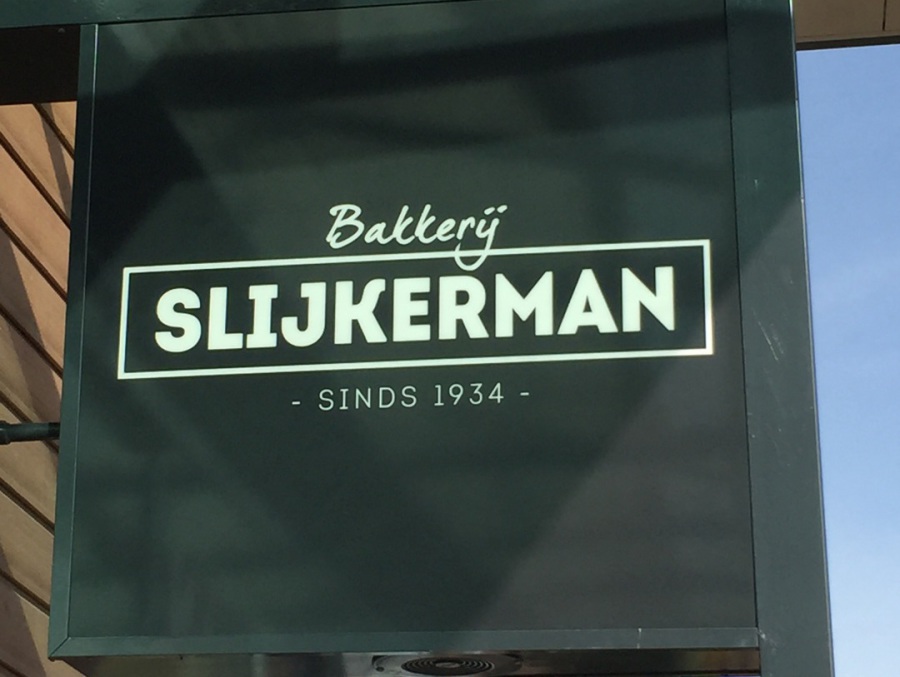 Bakkerij
SLIJKERMAN
- SINDS 1934 -